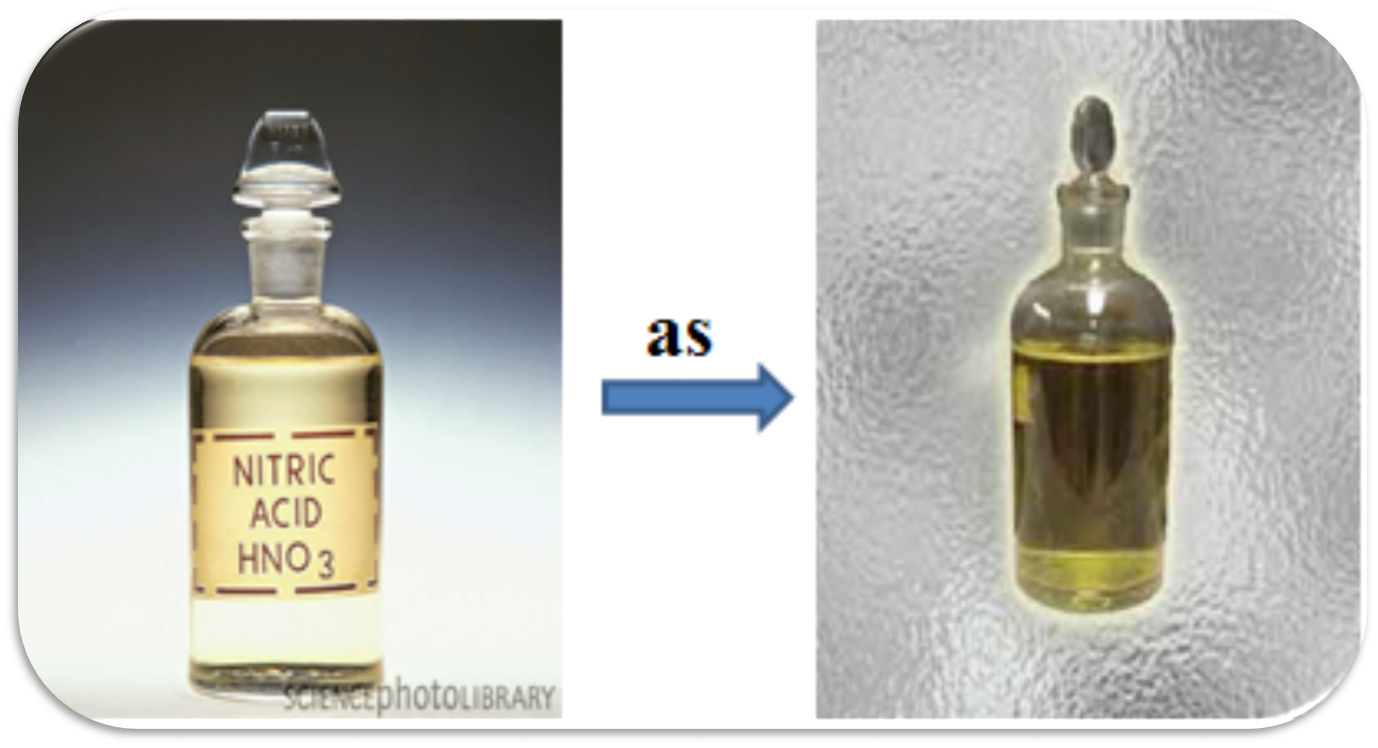 NITRIC
ACID
HNO3
as
SCIENCEphotoLIBRARY